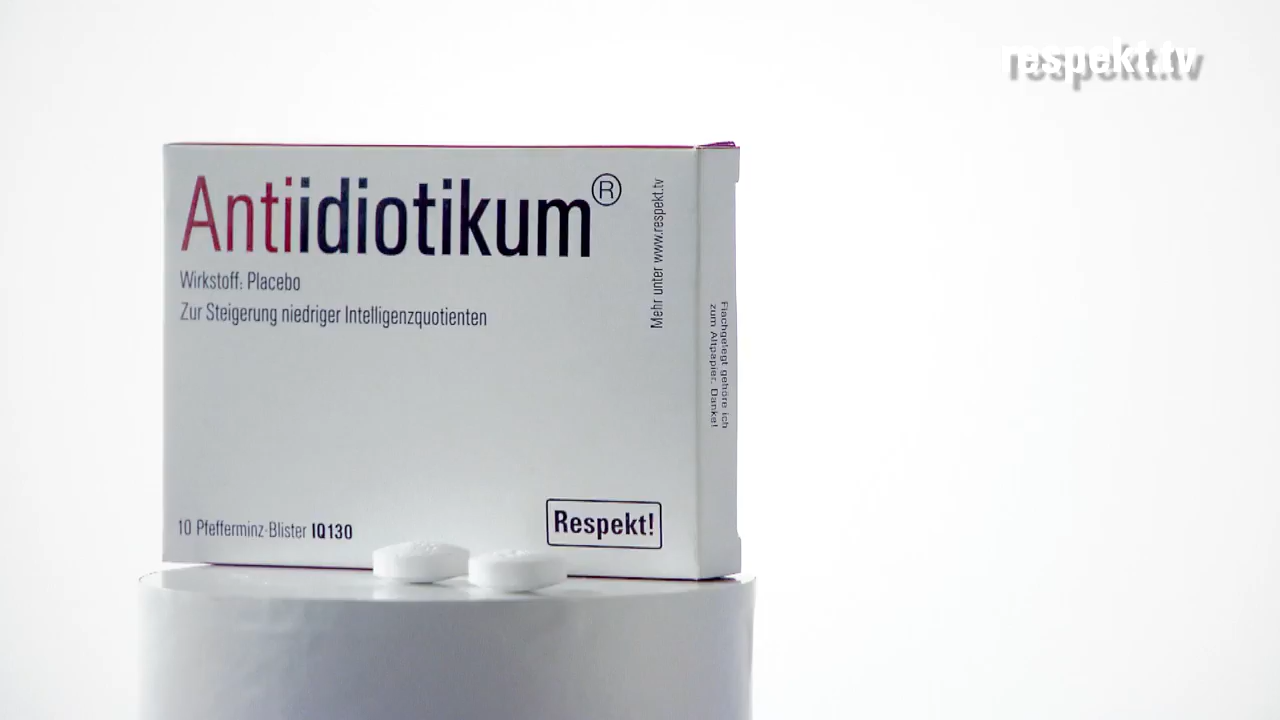 respekt.tv
Antiidiotikum®
Wirkstoff: Placebo
Zur Steigerung niedriger Intelligenzquotienten
Mehr unter www.respekt.tv
Flachgelegt gehöre ich
zum Altpapier. Danke!
10 Pfefferminz-Blister IQ130
Respekt!